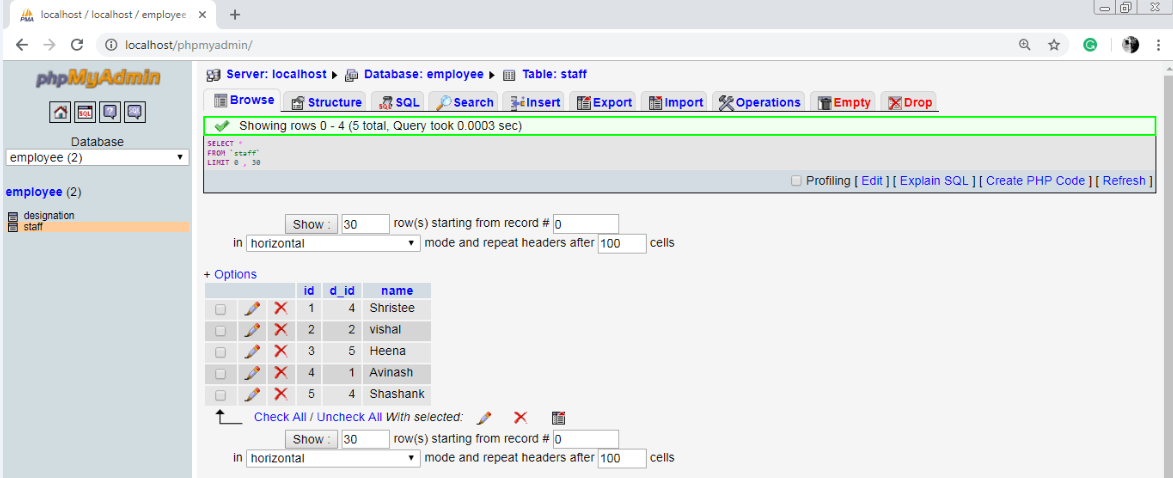 localhost / localhost / employee
localhost/phpmyadmin/
phpMyAdmin
Database
employee (2)
employee (2)
designation
staff
Server: localhost Database: employee Table: staff
Browse Structure SQL Search Insert Export Import Operations Empty Drop
Showing rows 0 - 4 (5 total, Query took 0.0003 sec)
SELECT *
FROM `staff`
LIMIT 0 , 30
Profiling [ Edit ] [ Explain SQL ] [ Create PHP Code ] [ Refresh ]
Show : 30 row(s) starting from record # 0
in horizontal mode and repeat headers after 100 cells
+ Options
id d_id name
1 4 Shristee
2 2 vishal
3 5 Heena
4 1 Avinash
5 4 Shashank
Check All / Uncheck All With selected:
Show : 30 row(s) starting from record # 0
in horizontal mode and repeat headers after 100 cells